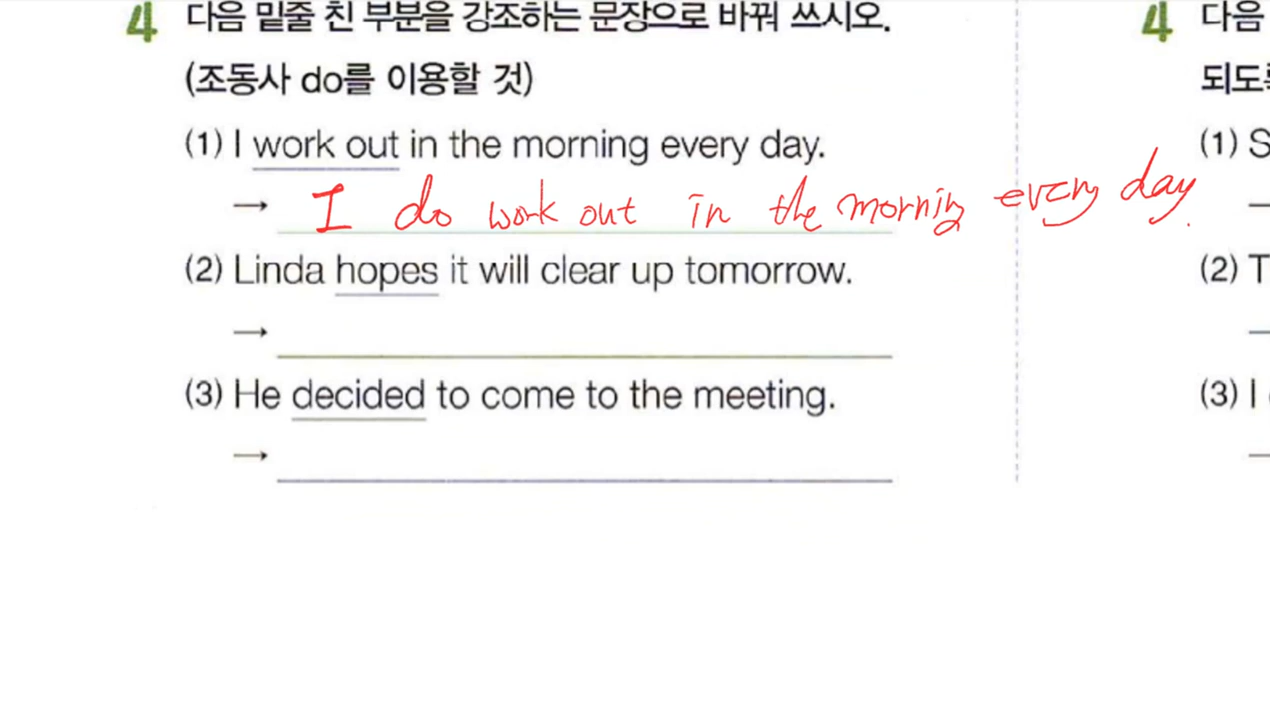 4 다음 밑줄 친 부분을 강조하는 문장으로 바꿔 쓰시오.
(조동사 do를 이용할 것)
(1) I work out in the morning every day.
→ I do work out in the morning every day.
(2) Linda hopes it will clear up tomorrow.
→
(3) He decided to come to the meeting.
→
4 다음
되도록
(1) S
(2) T
(3) I